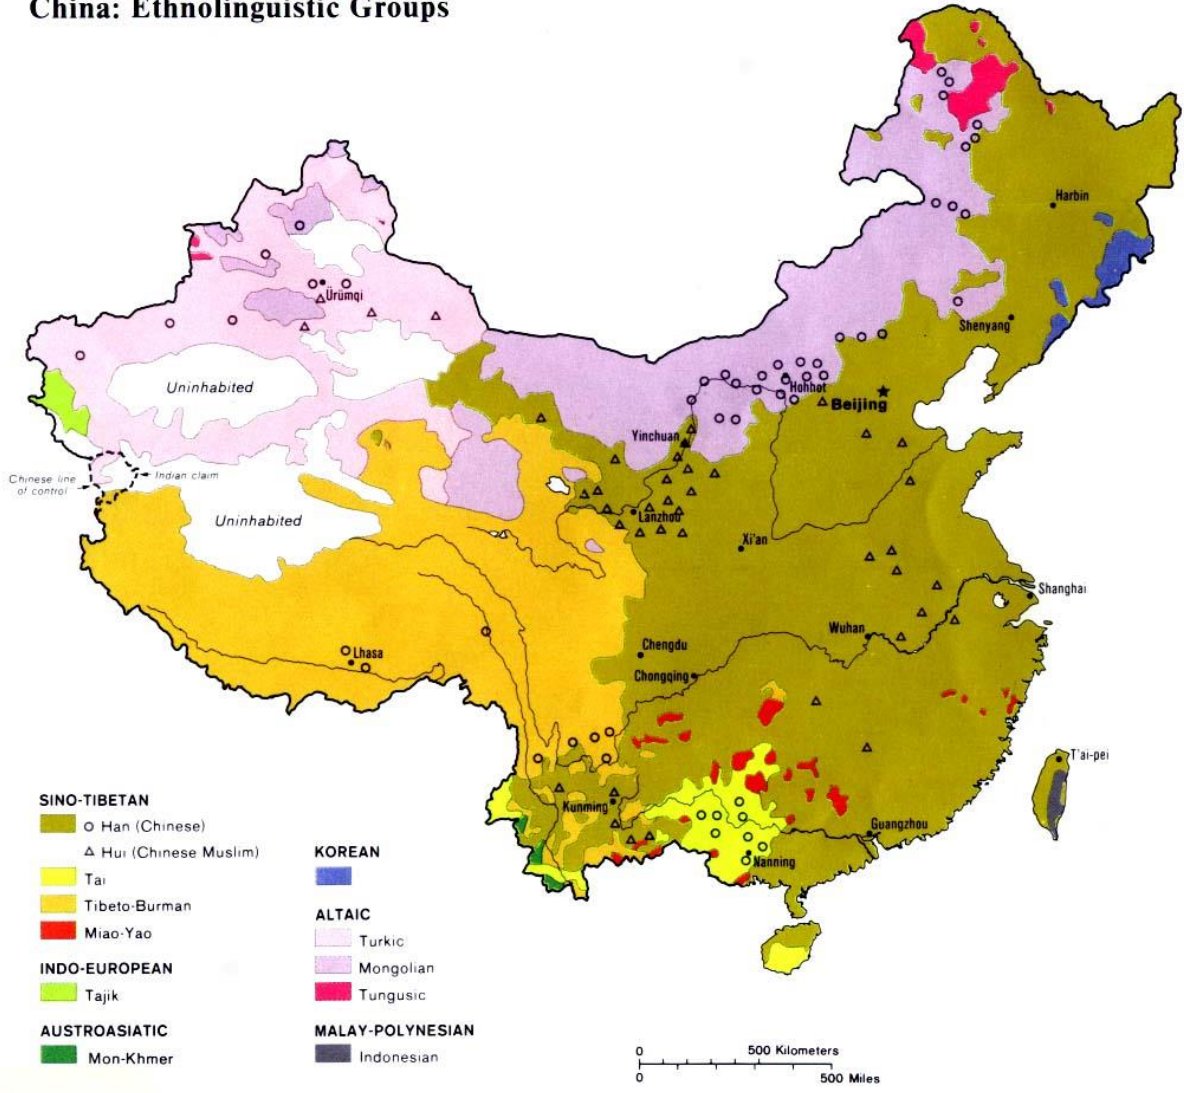 China: Ethnolinguistic Groups
Harbin
Ürümqi
Shenyang
Uninhabited
Hohhot
Beijing
Yinchuan
Chinese line
of control
Indian claim
Uninhabited
Lanzhou
Xi'an
Shanghai
Wuhan
Lhasa
Chengdu
Chongqing
T'ai-pei
Kunming
Guangzhou
Nanning
SINO-TIBETAN
Han (Chinese)
Hui (Chinese Muslim)
Tai
Tibeto-Burman
Miao-Yao
INDO-EUROPEAN
Tajik
AUSTROASIATIC
Mon-Khmer
KOREAN
ALTAIC
Turkic
Mongolian
Tungusic
MALAY-POLYNESIAN
Indonesian
0 500 Kilometers
0 500 Miles